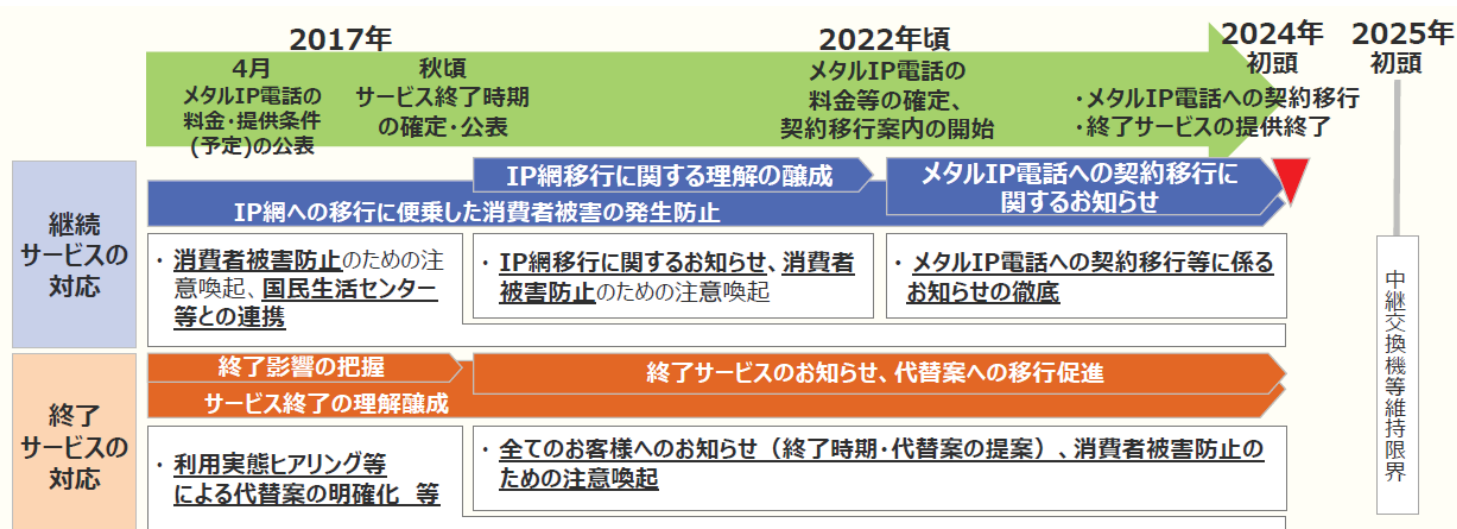 2017年
2022年頃
2024年
初頭
2025年
初頭
4月
メタルIP電話の
料金・提供条件
(予定)の公表
秋頃
サービス終了時期
の確定・公表
メタルIP電話の
料金等の確定、
契約移行案内の開始
・メタルIP電話への契約移行
・終了サービスの提供終了
継続
サービスの
対応
IP網移行に関する理解の醸成
IP網への移行に便乗した消費者被害の発生防止
メタルIP電話への契約移行に
関するお知らせ
・消費者被害防止のための注
意喚起、国民生活センター
等との連携
・IP網移行に関するお知らせ、消費者
被害防止のための注意喚起
・メタルIP電話への契約移行等に係る
お知らせの徹底
終了
サービスの
対応
終了影響の把握
サービス終了の理解醸成
終了サービスのお知らせ、代替案への移行促進
・利用実態ヒアリング等
による代替案の明確化 等
・全てのお客様へのお知らせ（終了時期・代替案の提案）、消費者被害防止の
ための注意喚起
中継交換機等維持限界